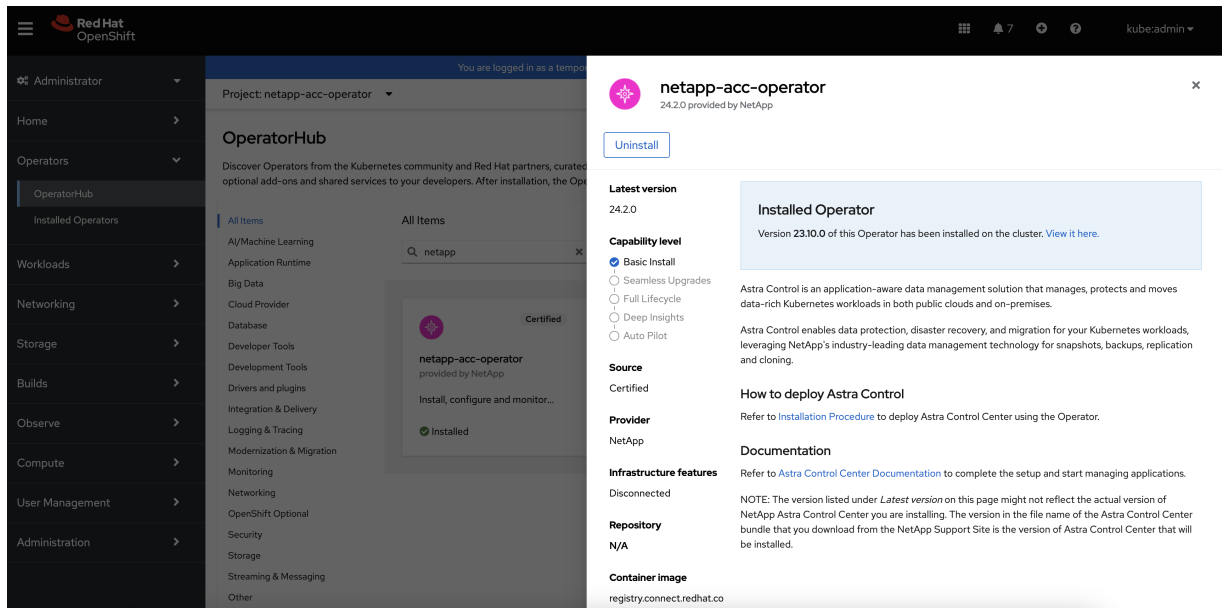 Red Hat
OpenShift
7
kube:admin
Administrator
Home
Operators
OperatorHub
Installed Operators
Workloads
Networking
Storage
Builds
Observe
Compute
User Management
Administration
You are logged in as a tempor
Project: netapp-acc-operator
OperatorHub
Discover Operators from the Kubernetes community and Red Hat partners, curated
optional add-ons and shared services to your developers. After installation, the Ope
All Items
AI/Machine Learning
Application Runtime
Big Data
Cloud Provider
Database
Developer Tools
Development Tools
Drivers and plugins
Integration & Delivery
Logging & Tracing
Modernization & Migration
Monitoring
Networking
OpenShift Optional
Security
Storage
Streaming & Messaging
Other
All Items
netapp
Certified
netapp-acc-operator
provided by NetApp
Install, configure and monitor...
Installed
netapp-acc-operator
24.2.0 provided by NetApp
Uninstall
Latest version
24.2.0
Capability level
Basic Install
Seamless Upgrades
Full Lifecycle
Deep Insights
Auto Pilot
Source
Certified
Provider
NetApp
Infrastructure features
Disconnected
Repository
N/A
Container image
registry.connect.redhat.co
Installed Operator
Version 23.10.0 of this Operator has been installed on the cluster. View it here.
Astra Control is an application-aware data management solution that manages, protects and moves
data-rich Kubernetes workloads in both public clouds and on-premises.
Astra Control enables data protection, disaster recovery, and migration for your Kubernetes workloads,
leveraging NetApp's industry-leading data management technology for snapshots, backups, replication
and cloning.
How to deploy Astra Control
Refer to Installation Procedure to deploy Astra Control Center using the Operator.
Documentation
Refer to Astra Control Center Documentation to complete the setup and start managing applications.
NOTE: The version listed under Latest version on this page might not reflect the actual version of
NetApp Astra Control Center you are installing. The version in the file name of the Astra Control Center
bundle that you download from the NetApp Support Site is the version of Astra Control Center that will
be installed.